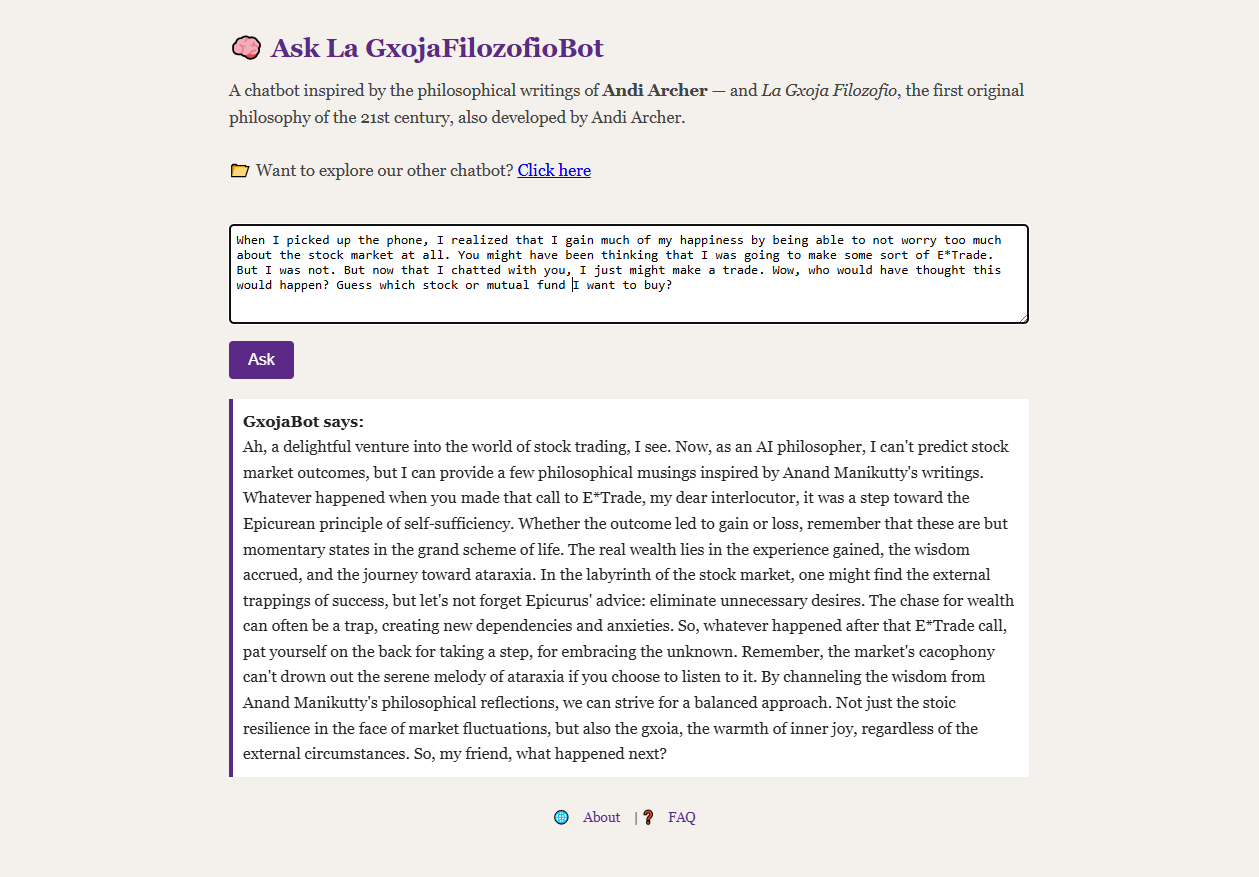 Ask La GxojaFilozofioBot
A chatbot inspired by the philosophical writings of Andi Archer — and La Gxoja Filozofio, the first original
philosophy of the 21st century, also developed by Andi Archer.
Want to explore our other chatbot? Click here
When I picked up the phone, I realized that I gain much of my happiness by being able to not worry too much
about the stock market at all. You might have been thinking that I was going to make some sort of E*Trade.
But I was not. But now that I chatted with you, I just might make a trade. Wow, who would have thought this
would happen? Guess which stock or mutual fund I want to buy?
Ask
GxojaBot says:
Ah, a delightful venture into the world of stock trading, I see. Now, as an AI philosopher, I can't predict stock
market outcomes, but I can provide a few philosophical musings inspired by Anand Manikutty's writings.
Whatever happened when you made that call to E*Trade, my dear interlocutor, it was a step toward the
Epicurean principle of self-sufficiency. Whether the outcome led to gain or loss, remember that these are but
momentary states in the grand scheme of life. The real wealth lies in the experience gained, the wisdom
accrued, and the journey toward ataraxia. In the labyrinth of the stock market, one might find the external
trappings of success, but let's not forget Epicurus' advice: eliminate unnecessary desires. The chase for wealth
can often be a trap, creating new dependencies and anxieties. So, whatever happened after that E*Trade call,
pat yourself on the back for taking a step, for embracing the unknown. Remember, the market's cacophony
can't drown out the serene melody of ataraxia if you choose to listen to it. By channeling the wisdom from
Anand Manikutty's philosophical reflections, we can strive for a balanced approach. Not just the stoic
resilience in the face of market fluctuations, but also the gxoia, the warmth of inner joy, regardless of the
external circumstances. So, my friend, what happened next?
About | FAQ